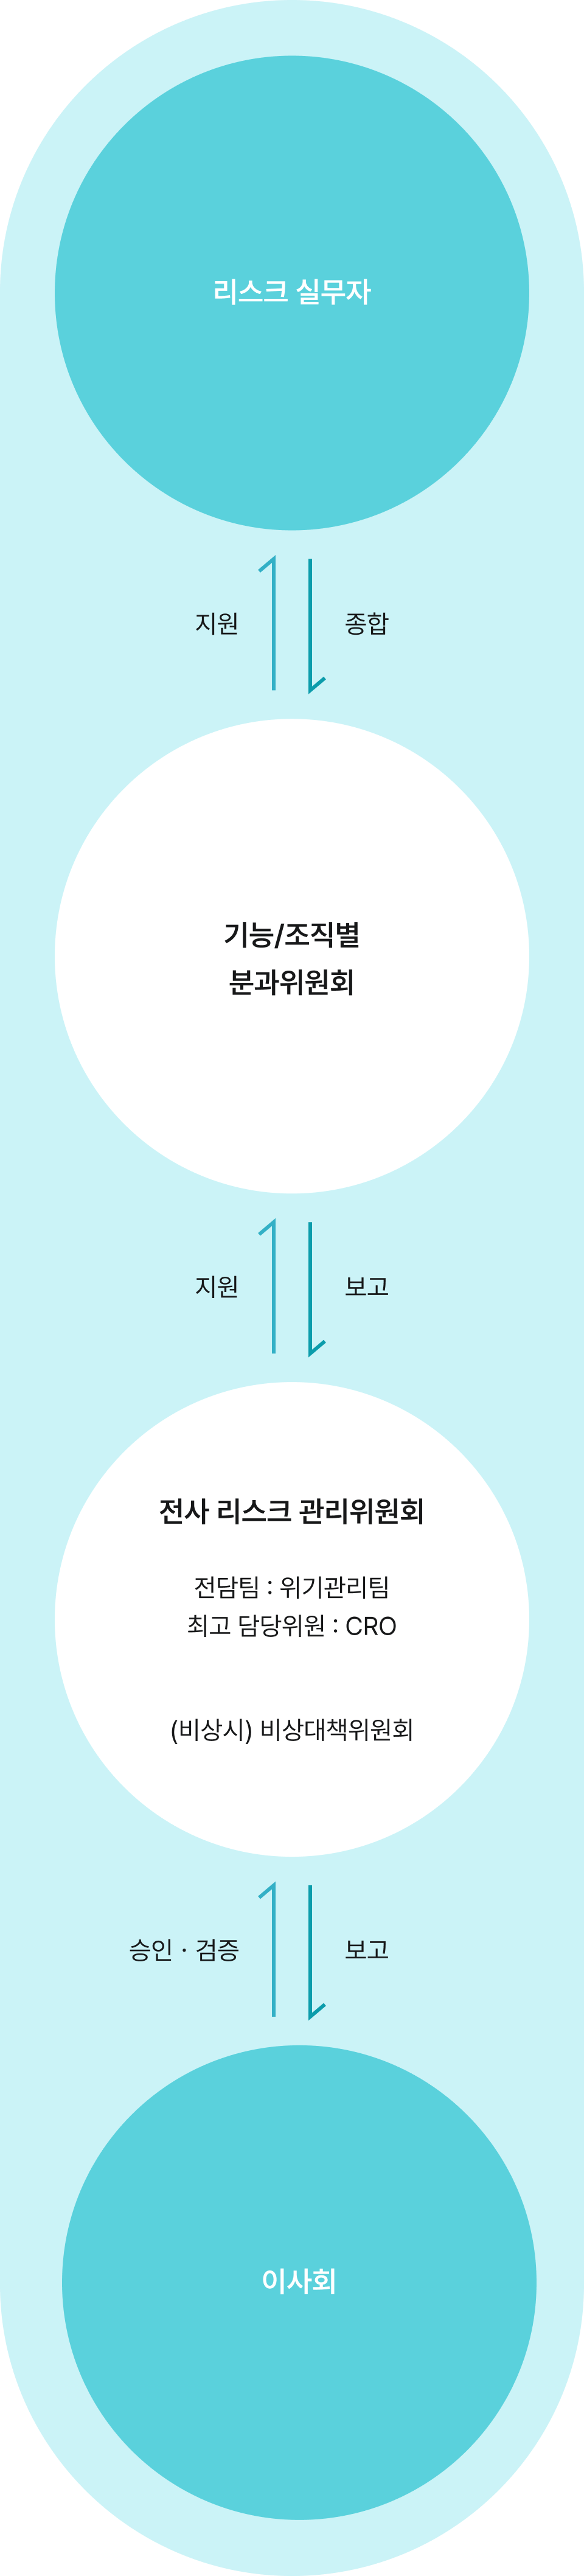 리스크 실무자
지원
종합
기능/조직별
분과위원회
지원
보고
전사 리스크 관리위원회
전담팀 : 위기관리팀
최고 담당위원 : CRO
(비상시) 비상대책위원회
승인 · 검증
보고
이사회